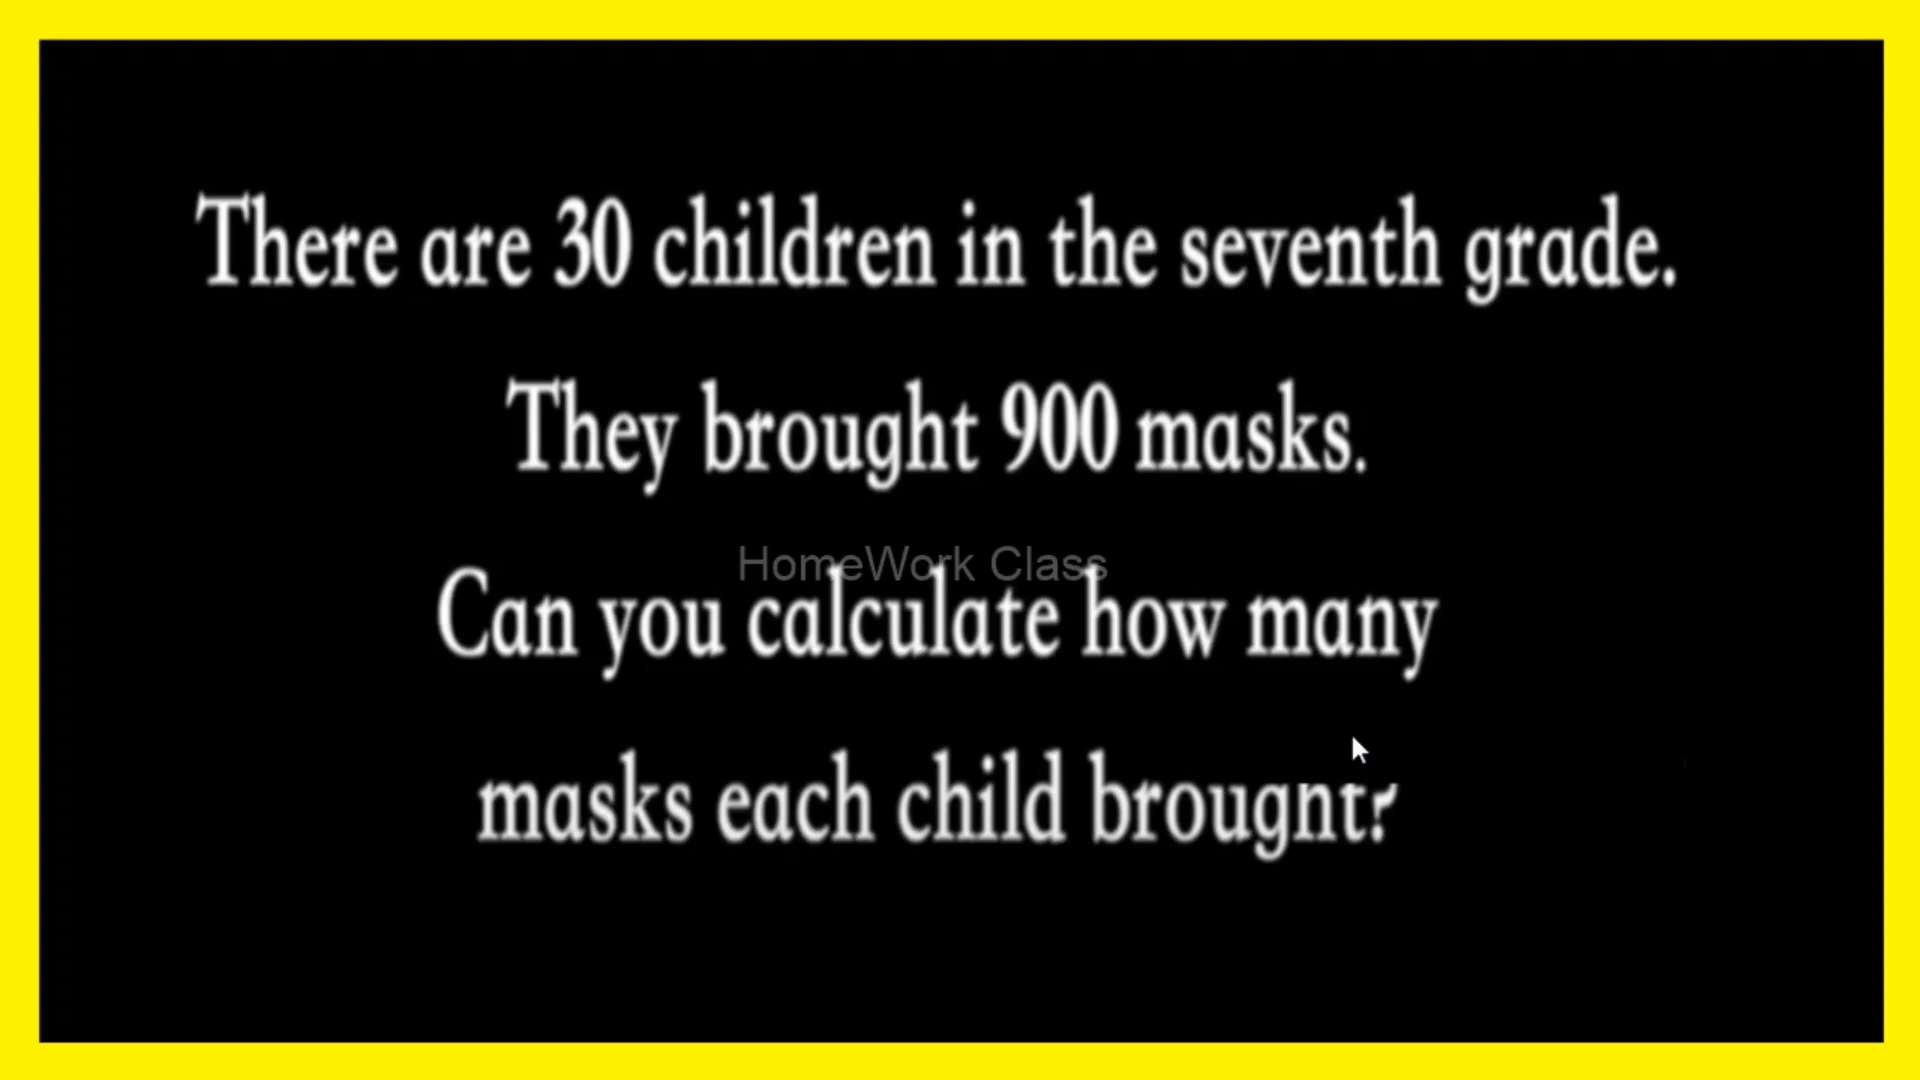 There are 30 children in the seventh grade.
They brought 900 masks.
HomeWork Class
Can you calculate how many
masks each child brought?